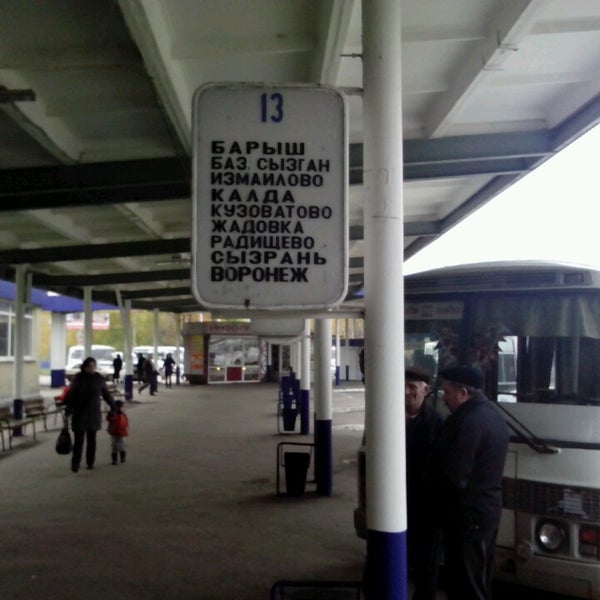 13
БАРЫШ
БАЗ. СЫЗГАН
ИЗМАИЛОВО
КАЛДА
КУЗОВАТОВО
ЖАДОВКА
РАДИЩЕВО
СЫЗРАНЬ
ВОРОНЕЖ